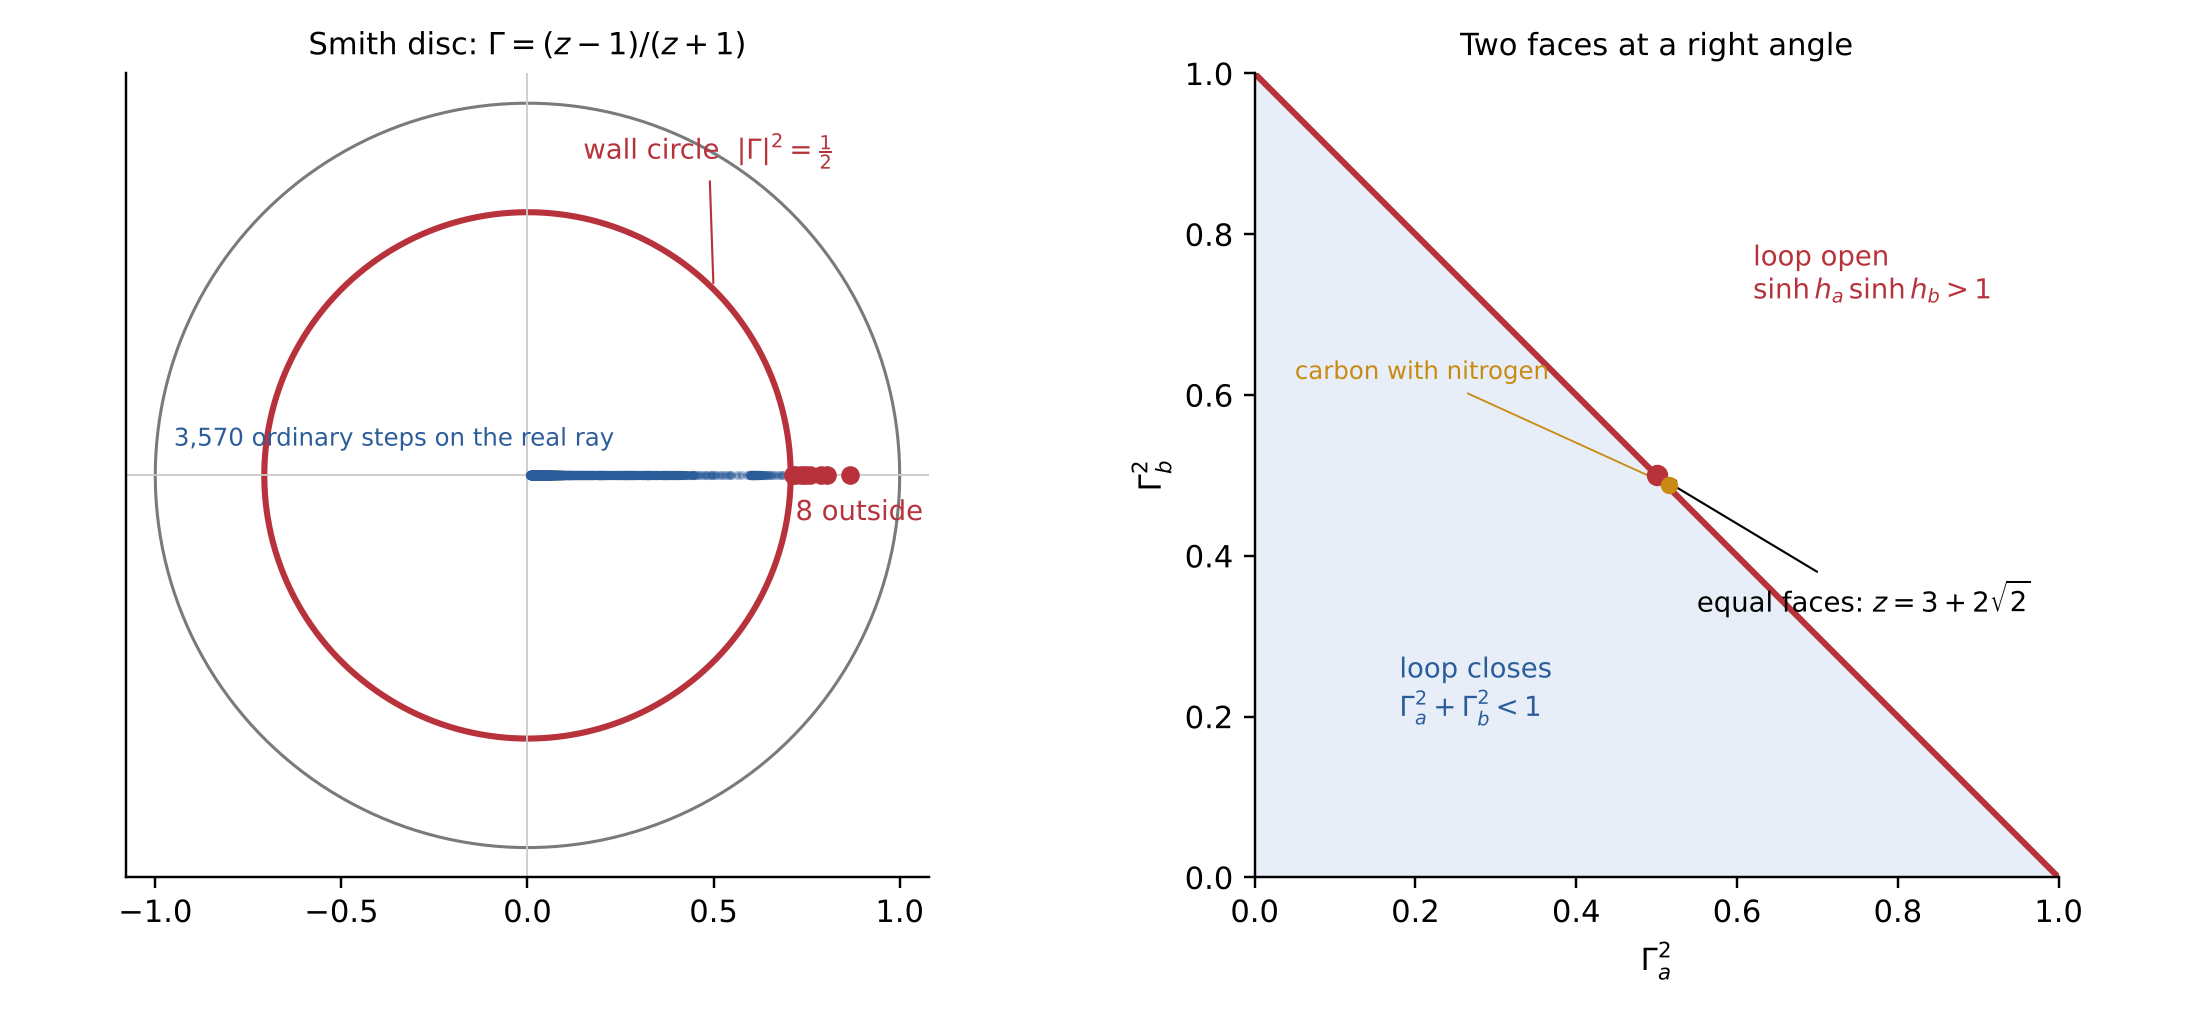 Smith disc: Γ = (z − 1)/(z + 1)
wall circle |Γ|² = 1/2
3,570 ordinary steps on the real ray
8 outside
−1.0 −0.5 0.0 0.5 1.0
Two faces at a right angle
1.0
0.8
0.6
0.4
0.2
0.0
Γ_b²
loop open
sinh h_a sinh h_b > 1
carbon with nitrogen
equal faces: z = 3 + 2√2
loop closes
Γ_a² + Γ_b² < 1
0.0 0.2 0.4 0.6 0.8 1.0
Γ_a²